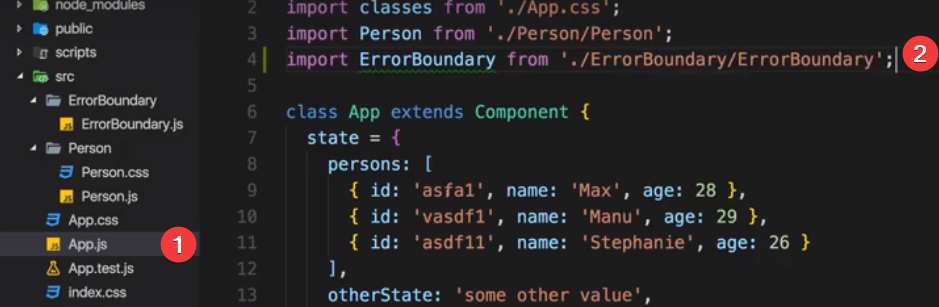 node_modules
public
scripts
src
ErrorBoundary
ErrorBoundary.js
Person
Person.css
Person.js
App.css
App.js
1
App.test.js
index.css
2 import classes from './App.css';
3 import Person from './Person/Person';
4 import ErrorBoundary from './ErrorBoundary/ErrorBoundary';
2
5
6 class App extends Component {
7 state = {
8 persons: [
9 { id: 'asfa1', name: 'Max', age: 28 },
10 { id: 'vasdf1', name: 'Manu', age: 29 },
11 { id: 'asdf11', name: 'Stephanie', age: 26 }
12 ],
13 otherState: 'some other value',